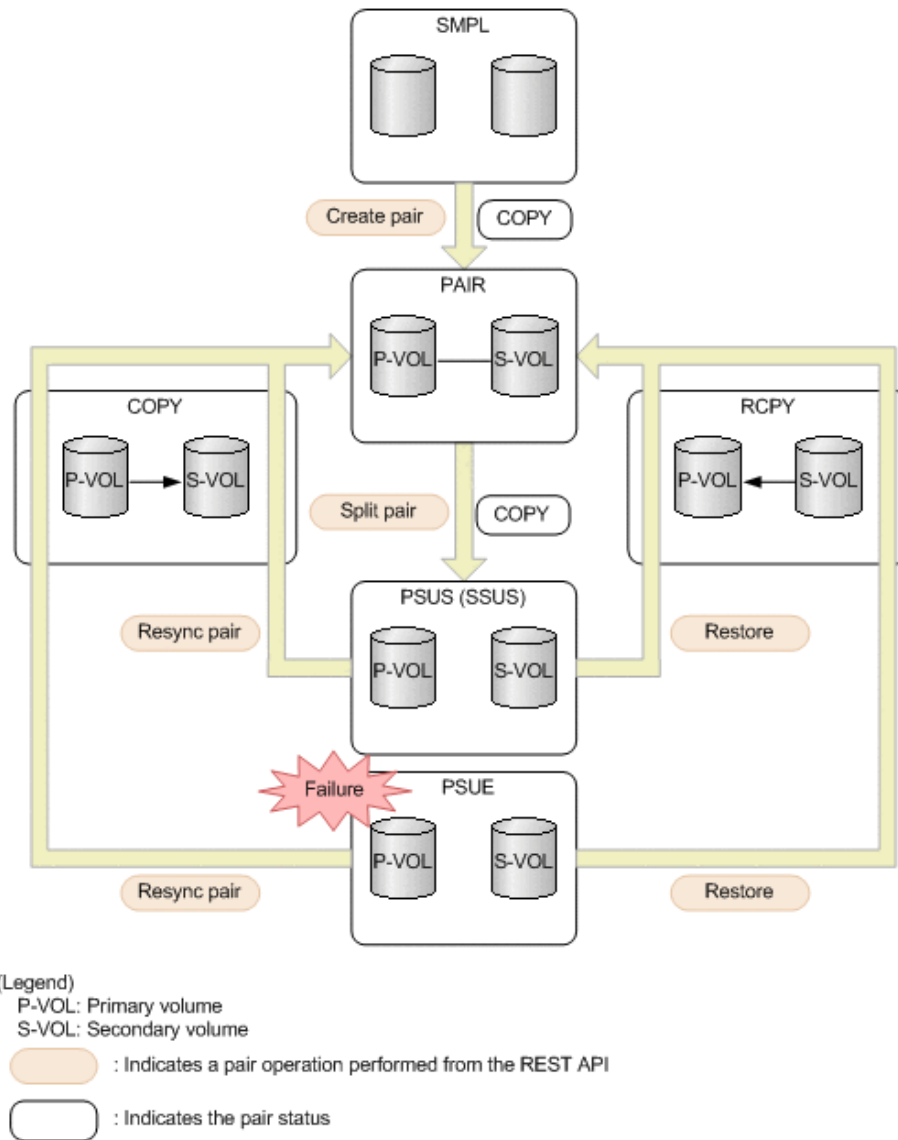 SMPL
Create pair
COPY
PAIR
P-VOL
S-VOL
COPY
P-VOL
S-VOL
RCPY
P-VOL
S-VOL
Split pair
COPY
PSUS (SSUS)
P-VOL
S-VOL
Resync pair
Restore
Failure
PSUE
P-VOL
S-VOL
Resync pair
Restore
(Legend)
P-VOL: Primary volume
S-VOL: Secondary volume
: Indicates a pair operation performed from the REST API
: Indicates the pair status